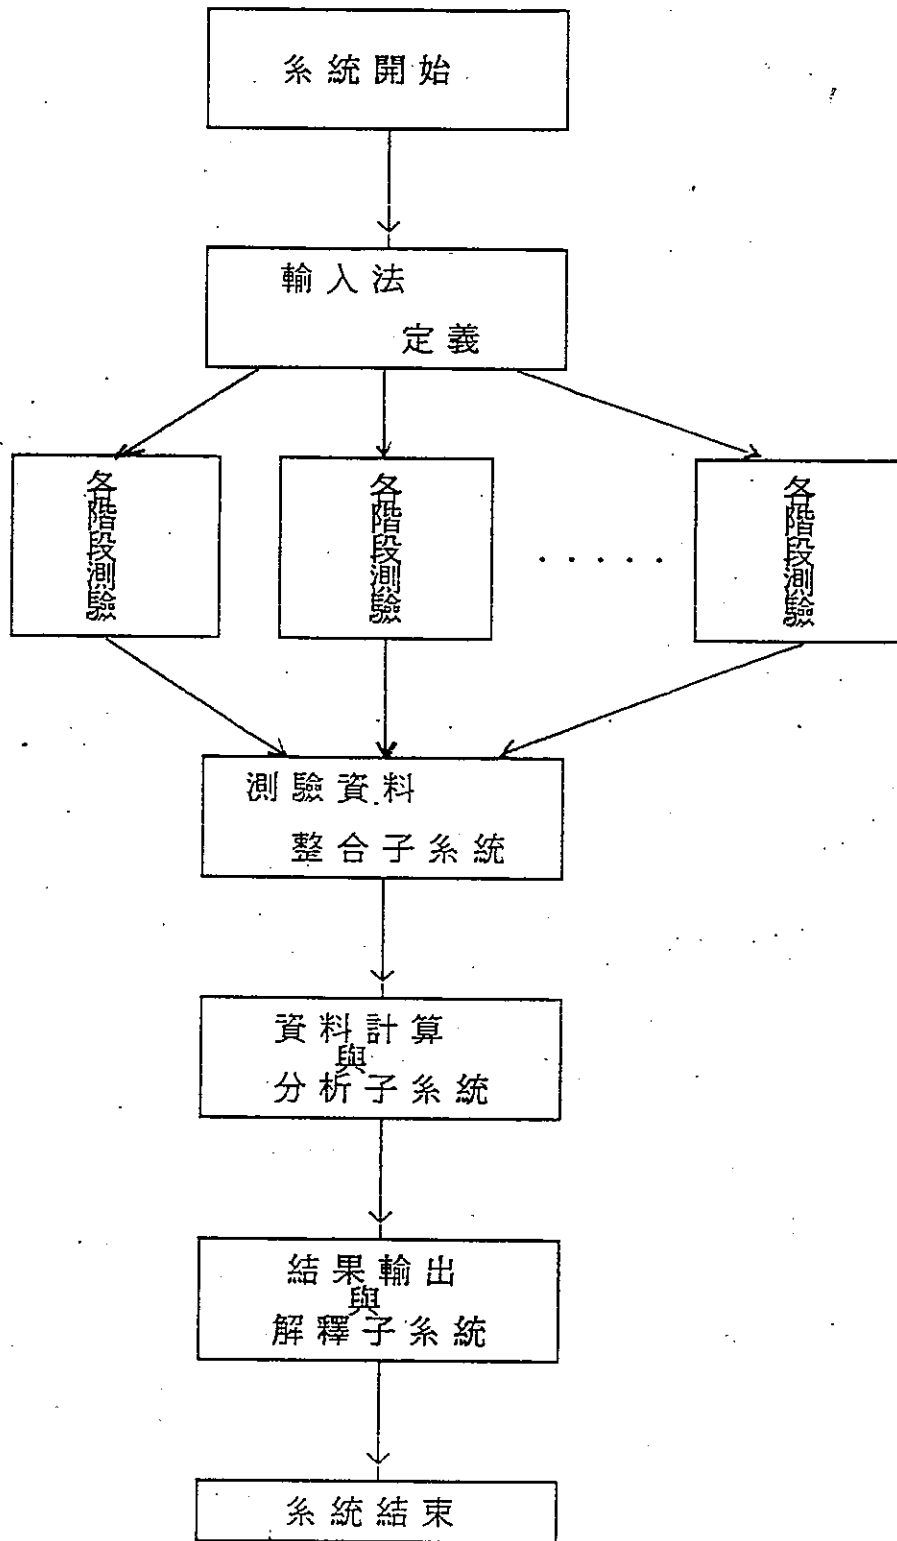 系統開始
輸入法
定義
各階段測驗
各階段測驗
.....
各階段測驗
測驗資料
整合子系統
資料計算
與
分析子系統
結果輸出
與
解釋子系統
系統結束